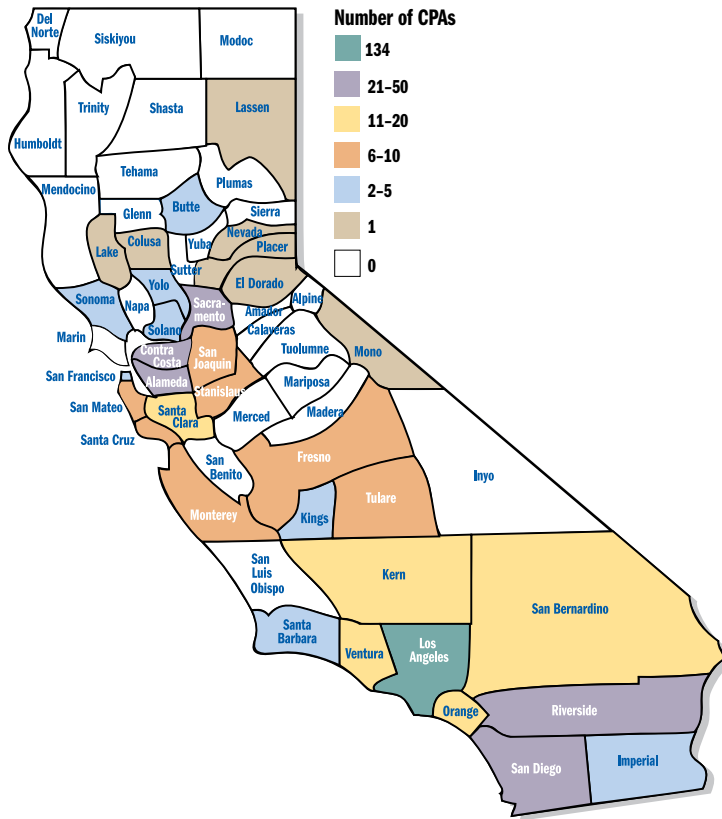 Number of CPAs
134
21–50
11–20
6–10
2–5
1
0
Del
Norte
Siskiyou
Modoc
Trinity
Shasta
Lassen
Humboldt
Tehama
Plumas
Mendocino
Glenn
Butte
Sierra
Nevada
Yuba
Placer
Colusa
Lake
Sutter
El Dorado
Yolo
Sonoma
Napa
Sacra-
mento
Alpine
Amador
Solano
Calaveras
Marin
Contra
Costa
San
Joaquin
Tuolumne
Mono
San Francisco
Alameda
Stanislaus
Mariposa
San Mateo
Santa
Clara
Merced
Madera
Santa Cruz
San
Benito
Fresno
Inyo
Monterey
Kings
Tulare
San
Luis
Obispo
Kern
San Bernardino
Santa
Barbara
Ventura
Los
Angeles
Orange
Riverside
San Diego
Imperial